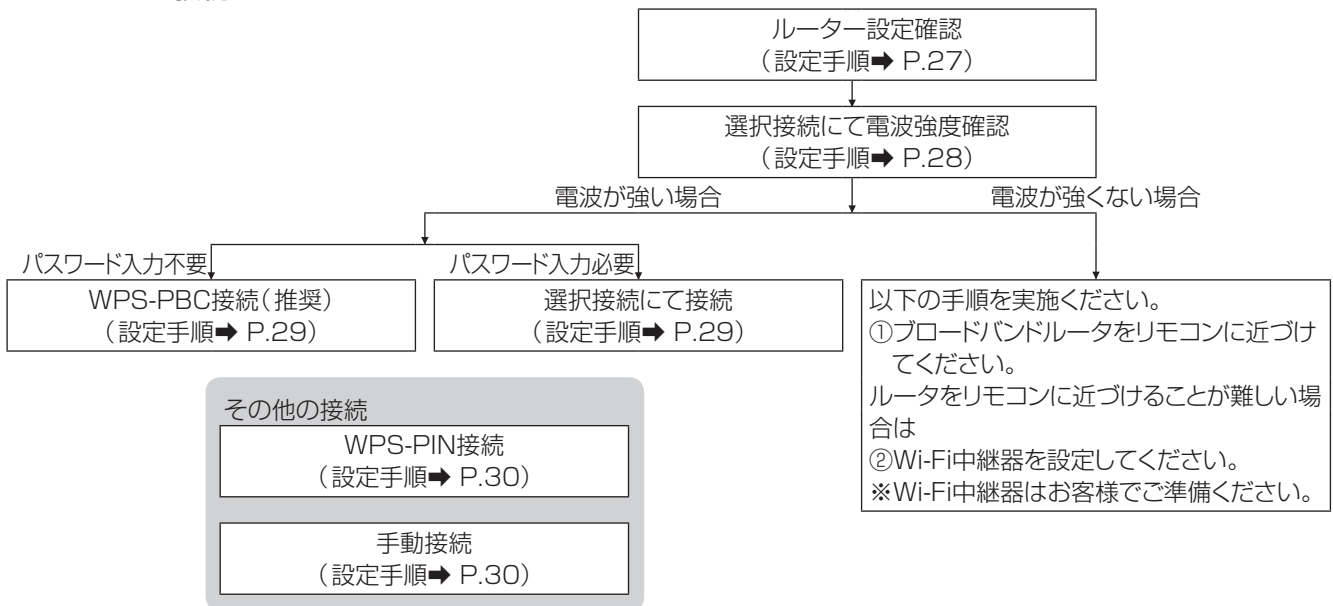 ルーター設定確認
（設定手順➡ P.27）
選択接続にて電波強度確認
（設定手順➡ P.28）
電波が強い場合
電波が強くない場合
パスワード入力不要
パスワード入力必要
WPS-PBC接続（推奨）
（設定手順➡ P.29）
選択接続にて接続
（設定手順➡ P.29）
以下の手順を実施ください。
①ブロードバンドルータをリモコンに近づけ
てください。
ルータをリモコンに近づけることが難しい場
合は
②Wi-Fi中継器を設定してください。
※Wi-Fi中継器はお客様でご準備ください。
その他の接続
WPS-PIN接続
（設定手順➡ P.30）
手動接続
（設定手順➡ P.30）